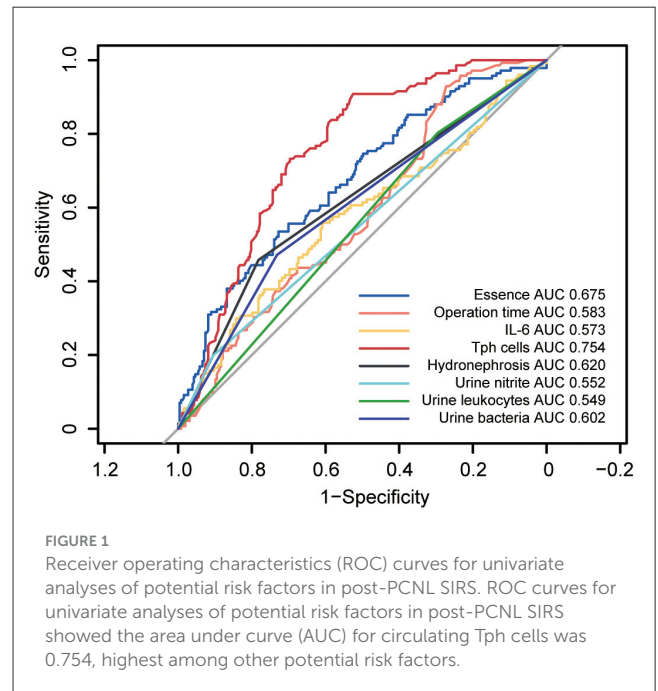 Sensitivity
1.0
0.8
0.6
0.4
0.2
0
Essence AUC 0.675
Operation time AUC 0.583
IL-6 AUC 0.573
Tph cells AUC 0.754
Hydronephrosis AUC 0.620
Urine nitrite AUC 0.552
Urine leukocytes AUC 0.549
Urine bacteria AUC 0.602
1.2 1.0 0.8 0.6 0.4 0.2 0 −0.2
1−Specificity
FIGURE 1
Receiver operating characteristics (ROC) curves for univariate
analyses of potential risk factors in post-PCNL SIRS. ROC curves for
univariate analyses of potential risk factors in post-PCNL SIRS
showed the area under curve (AUC) for circulating Tph cells was
0.754, highest among other potential risk factors.